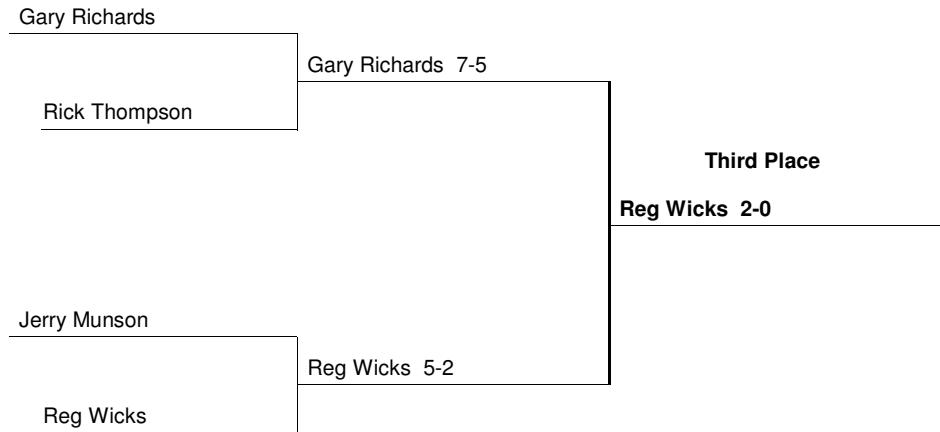 Gary Richards
Gary Richards 7-5
Rick Thompson
Third Place
Reg Wicks 2-0
Jerry Munson
Reg Wicks 5-2
Reg Wicks